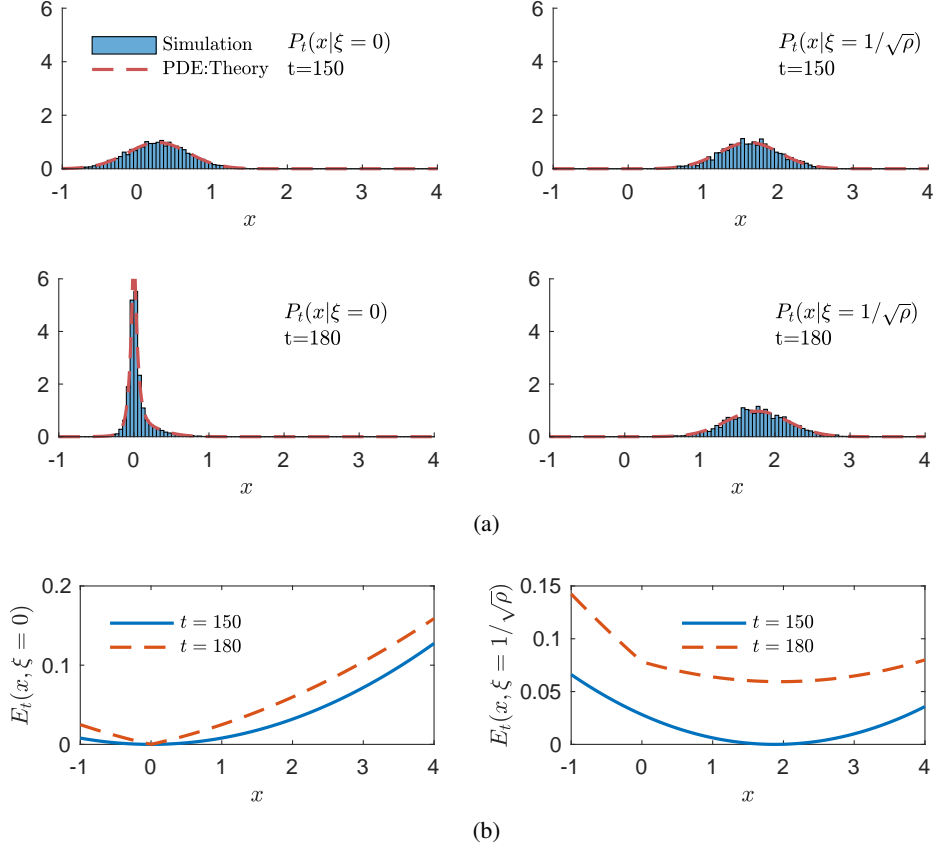 6
4
2
0
-1 0 1 2 3 4
x
Simulation
PDE:Theory
P_t(x|ξ = 0)
t=150
6
4
2
0
-1 0 1 2 3 4
x
P_t(x|ξ = 1/√ρ)
t=150
6
4
2
0
-1 0 1 2 3 4
x
P_t(x|ξ = 0)
t=180
6
4
2
0
-1 0 1 2 3 4
x
P_t(x|ξ = 1/√ρ)
t=180
(a)
E_t(x, ξ = 0)
0.2
0.1
0
-1 0 1 2 3 4
x
t = 150
t = 180
E_t(x, ξ = 1/√ρ)
0.15
0.1
0.05
0
-1 0 1 2 3 4
x
t = 150
t = 180
(b)